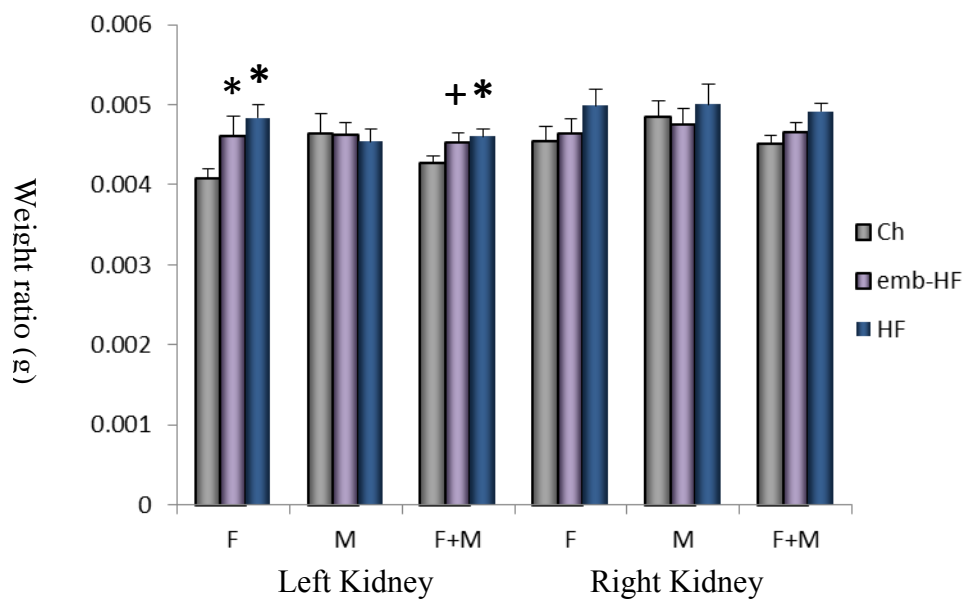 0.006
0.005
0.004
0.003
0.002
0.001
0
Weight ratio (g)
* *
+ *
F M F+M F M F+M
Left Kidney Right Kidney
Ch
emb-HF
HF